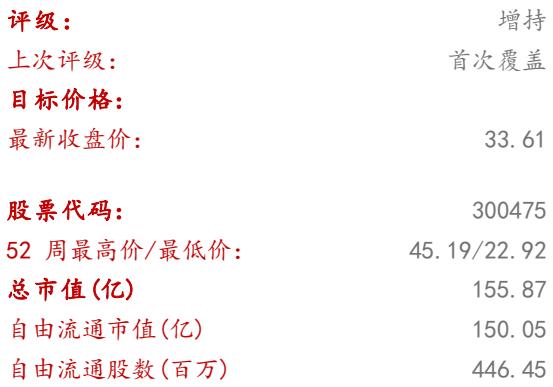 评级: 增持
上次评级: 首次覆盖
目标价格:
最新收盘价: 33.61
股票代码: 300475
52 周最高价/最低价: 45.19/22.92
总市值(亿) 155.87
自由流通市值(亿) 150.05
自由流通股数(百万) 446.45